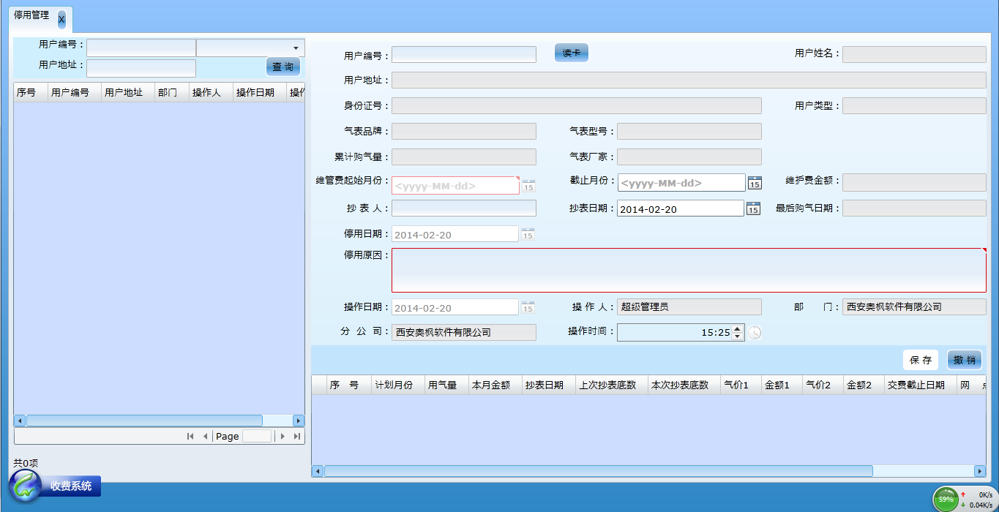 停用管理 X
用户编号：
用户地址： 查 询
序号 用户编号 用户地址 部门 操作人 操作日期
Page
共0项
收费系统
用户编号： 读卡 用户姓名：
用户地址：
身份证号： 用户类型：
气表品牌： 气表型号：
累计购气量： 气表厂家：
维管费起始月份： <yyyy-MM-dd> 15 截止月份： <yyyy-MM-dd> 15 维护费金额：
抄 表 人： 抄表日期： 2014-02-20 15 最后购气日期：
停用日期： 2014-02-20 15
停用原因：
操作日期： 2014-02-20 15 操 作 人： 超级管理员 部 门： 西安奥枫软件有限公司
分 公 司： 西安奥枫软件有限公司 操作时间： 15:25
保 存 撤 销
序 号 计划月份 用气量 本月金额 抄表日期 上次抄表底数 本次抄表底数 气价1 金额1 气价2 金额2 交费截止日期 网
59% 0K/s
0.04K/s